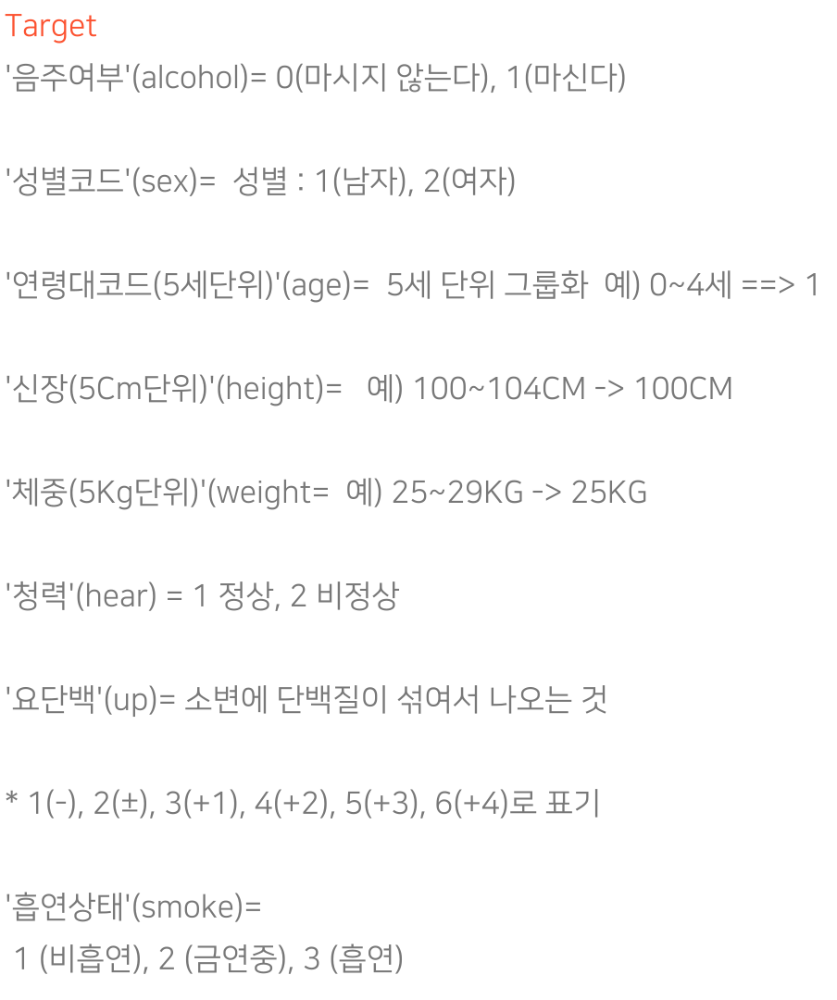 Target
'음주여부'(alcohol)= 0(마시지 않는다), 1(마신다)
'성별코드'(sex)=  성별 : 1(남자), 2(여자)
'연령대코드(5세단위)'(age)=  5세 단위 그룹화  예) 0~4세 ==> 1
'신장(5Cm단위)'(height)=   예) 100~104CM -> 100CM
'체중(5Kg단위)'(weight=  예) 25~29KG -> 25KG
'청력'(hear) = 1 정상, 2 비정상
'요단백'(up)= 소변에 단백질이 섞여서 나오는 것
* 1(-), 2(±), 3(+1), 4(+2), 5(+3), 6(+4)로 표기
'흡연상태'(smoke)=
1 (비흡연), 2 (금연중), 3 (흡연)